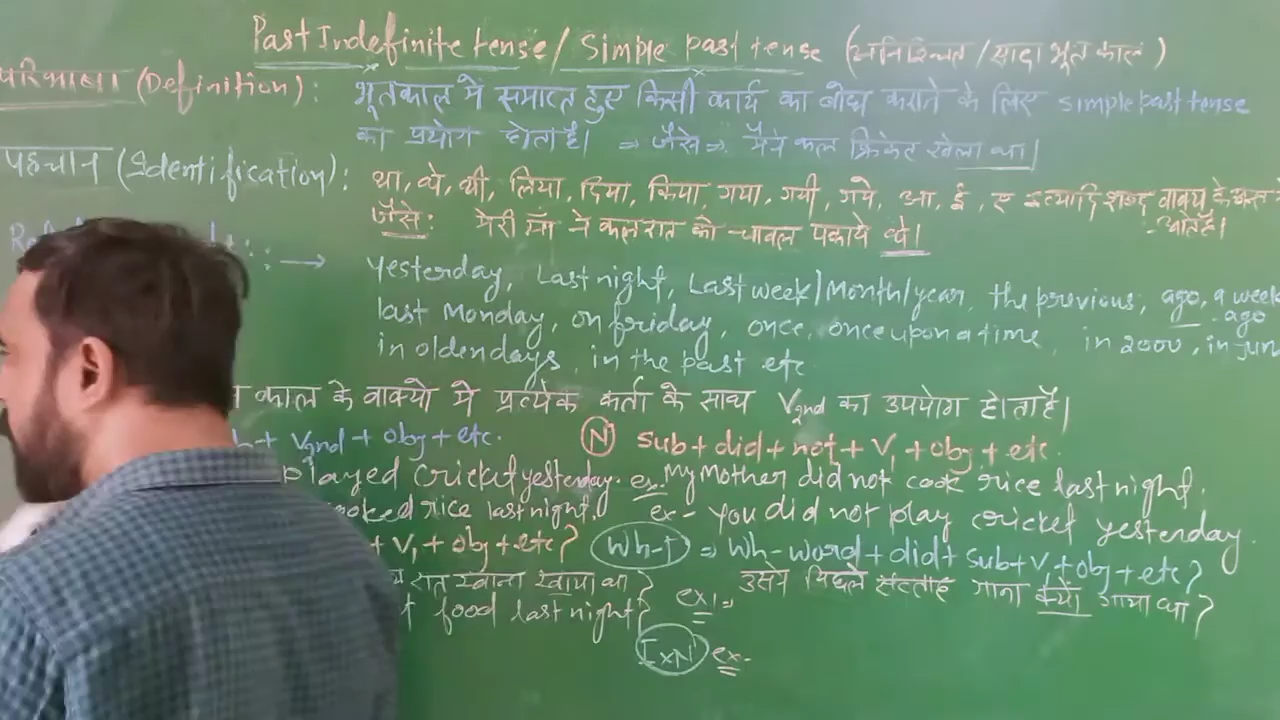 Past Indefinite tense / Simple past tense (अनिश्चित / सादा भूत काल )
परिभाषा (Definition) : भूतकाल में समाप्त हुए किसी कार्य का बोध कराने के लिए simple past tense
का प्रयोग होता है। ⇒ जैसे ⇒ मैंने कल क्रिकेट खेला था।
पहचान (Identification) : था, थे, थी, लिया, दिया, किया, गया, गयी, गये, आ, ई, ए इत्यादि शब्द वाक्य के अन्त
जैसे: मेरी माँ ने कल रात को चावल पकाये थे।
→ yesterday, Last night, Last week/Month/year, the previous, ago, a week ago
last Monday, on friday, once, once upon a time, in 2000, in jun
in olden days, in the past etc
काल के वाक्यो में प्रत्येक कर्ता के साथ V2nd का उपयोग होता है।
+ V2nd + obj + etc. (N) sub + did + not + V1 + obj + etc.
played cricket yesterday. ex- My Mother did not cook rice last night.
ooked rice last night. ex - you did not play cricket yesterday.
+ V1 + obj + etc? (Wh-I) ⇒ Wh-word + did + sub + V1 + obj + etc?
रात खाना खाया था? ex1 ⇒ उसने पिछले सप्ताह गाना क्यों गाया था?
t food last night?
(IxN) ex-